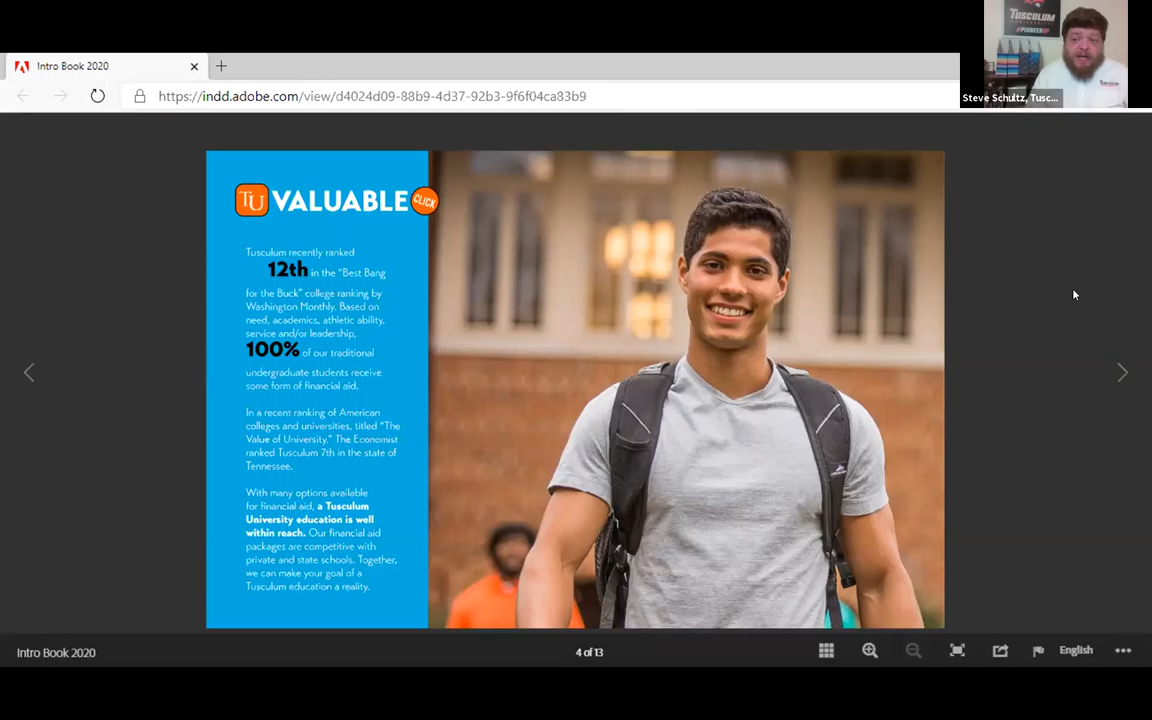 Intro Book 2020
https://indd.adobe.com/view/d4024d09-88b9-4d37-92b3-9f6f04ca83b9
TUSCULUM
#PIONEERUP
Steve Schultz, Tusc...
TU VALUABLE CLICK
Tusculum recently ranked
12th in the "Best Bang
for the Buck" college ranking by
Washington Monthly. Based on
need, academics, athletic ability,
service and/or leadership,
100% of our traditional
undergraduate students receive
some form of financial aid.
In a recent ranking of American
colleges and universities, titled "The
Value of University," The Economist
ranked Tusculum 7th in the state of
Tennessee.
With many options available
for financial aid, a Tusculum
University education is well
within reach. Our financial aid
packages are competitive with
private and state schools. Together,
we can make your goal of a
Tusculum education a reality.
Intro Book 2020
4 of 13
English